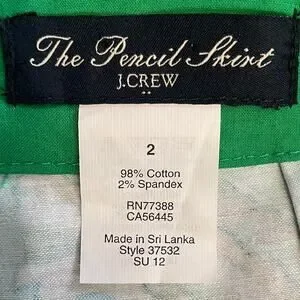 The Pencil Skirt
J.CREW
2
98% Cotton
2% Spandex
RN77388
CA56445
Made in Sri Lanka
Style 37532
SU 12